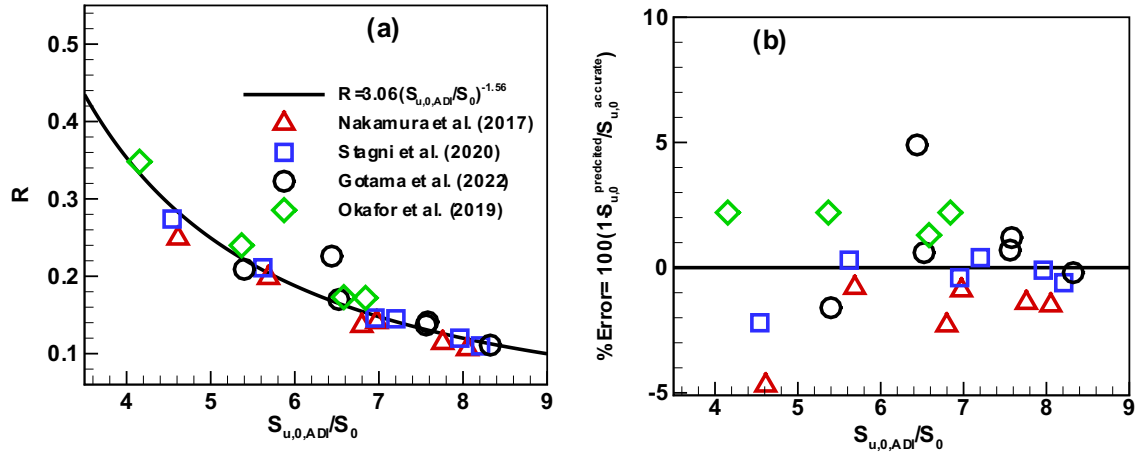 (a)
0.5
0.4
0.3
0.2
0.1
R
R=3.06(Su,0,ADI/S0)-1.56
Nakamura et al. (2017)
Stagni et al. (2020)
Gotama et al. (2022)
Okafor et al. (2019)
4 5 6 7 8 9
Su,0,ADI/S0
(b)
10
5
0
-5
%Error= 100(1-Su,0predcited/Su,0accurate)
4 5 6 7 8 9
Su,0,ADI/S0